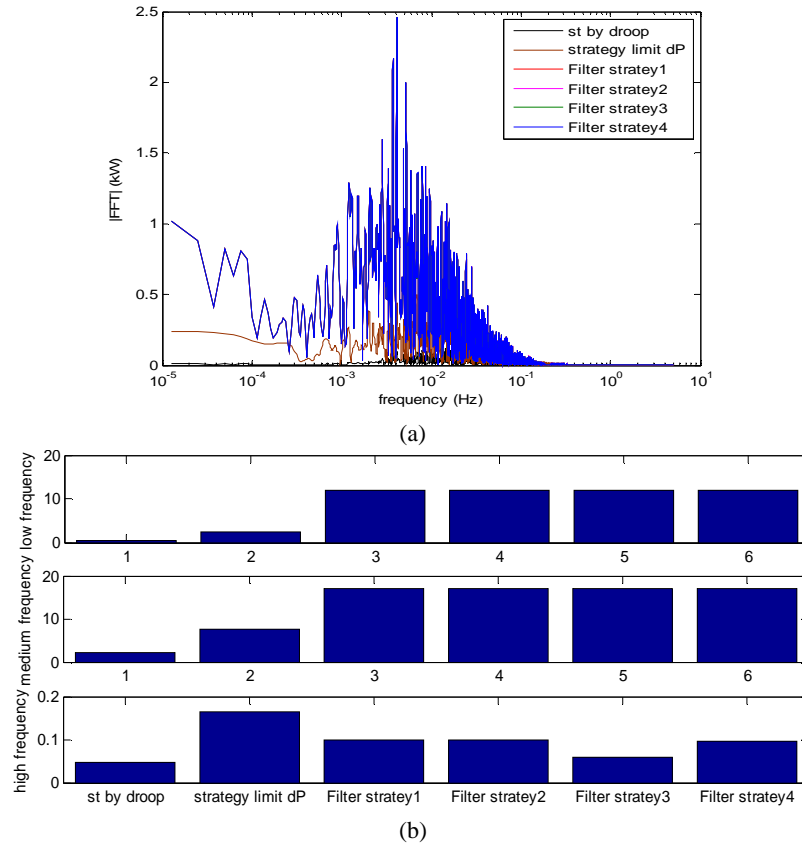 2.5
2
1.5
1
0.5
0
|FFT| (kW)
st by droop
strategy limit dP
Filter stratey1
Filter stratey2
Filter stratey3
Filter stratey4
10^-5 10^-4 10^-3 10^-2 10^-1 10^0 10^1
frequency (Hz)
(a)
low frequency
20
10
0
1 2 3 4 5 6
medium frequency
20
10
0
1 2 3 4 5 6
high frequency
0.2
0.1
0
st by droop strategy limit dP Filter stratey1 Filter stratey2 Filter stratey3 Filter stratey4
(b)